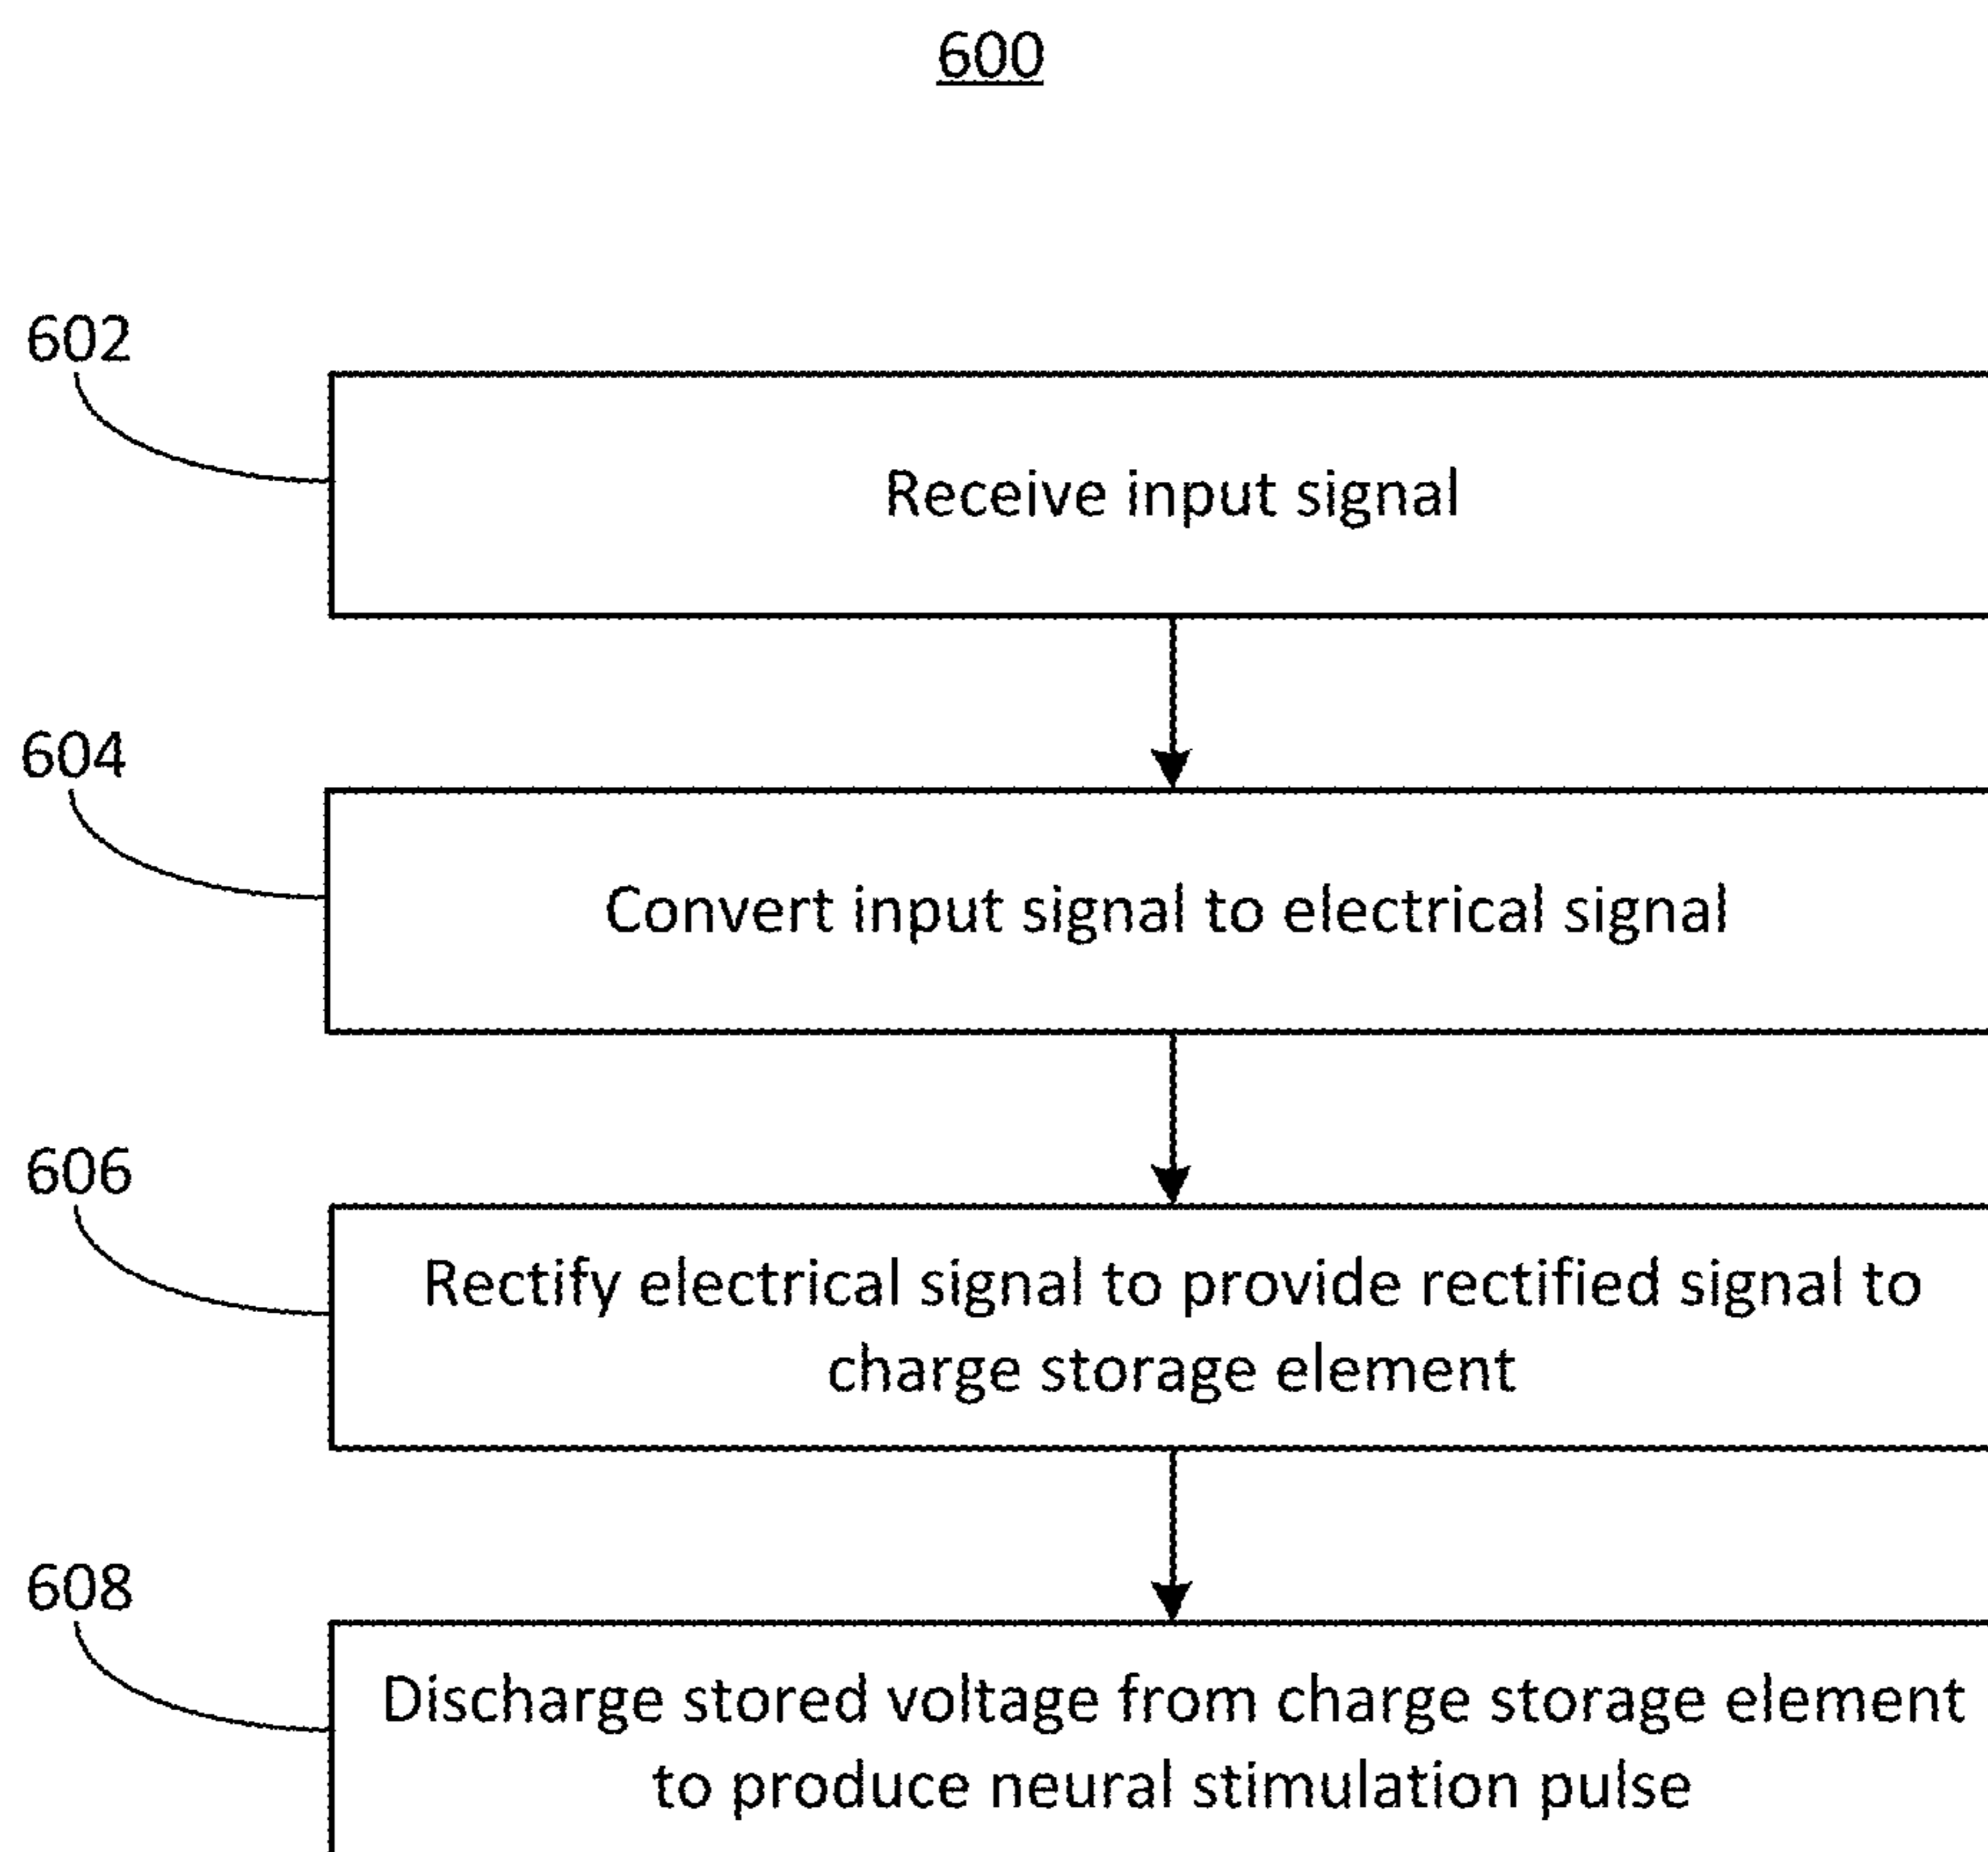 600
602
Receive input signal
604
Convert input signal to electrical signal
606
Rectify electrical signal to provide rectified signal to
charge storage element
608
Discharge stored voltage from charge storage element
to produce neural stimulation pulse